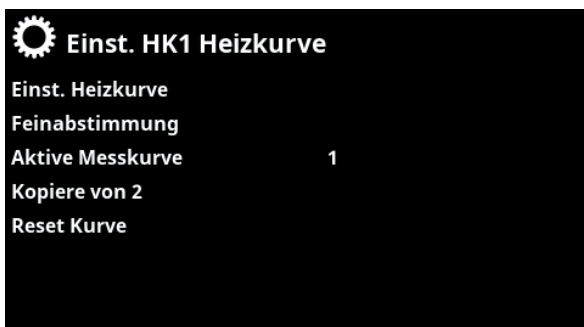 Einst. HK1 Heizkurve
Einst. Heizkurve
Feinabstimmung
Aktive Messkurve 1
Kopiere von 2
Reset Kurve